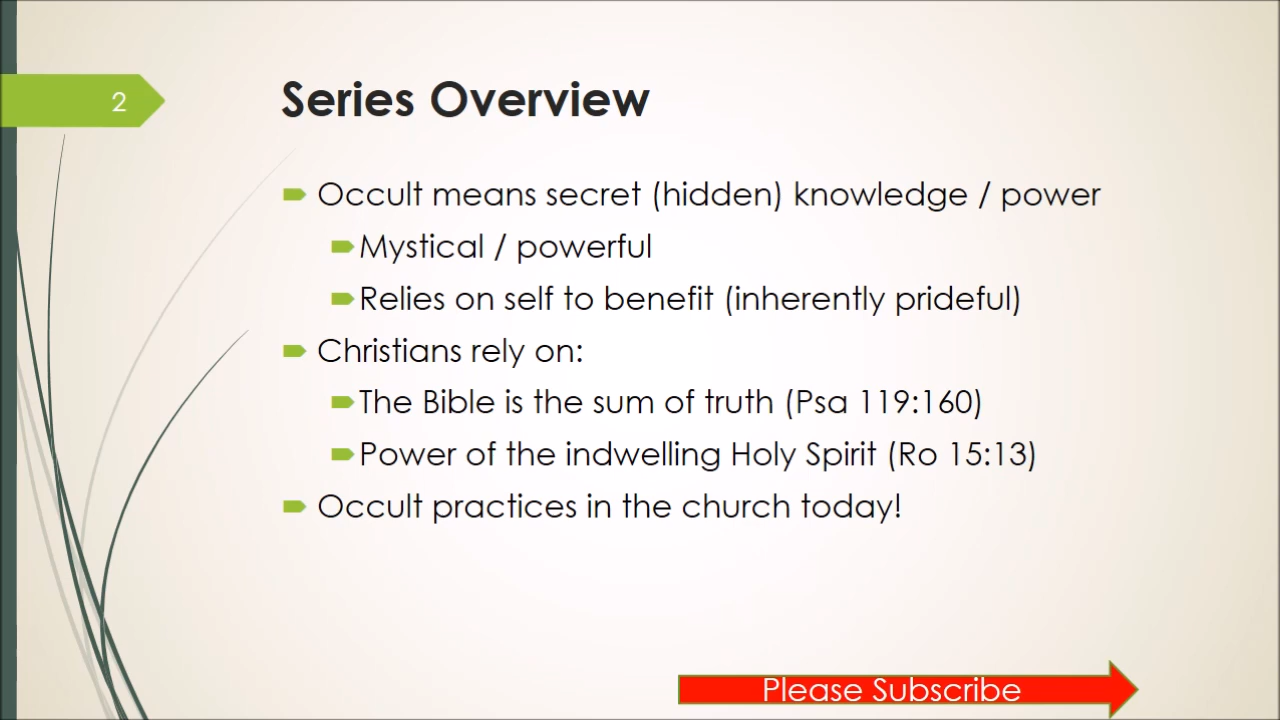 2
Series Overview
Occult means secret (hidden) knowledge / power
Mystical / powerful
Relies on self to benefit (inherently prideful)
Christians rely on:
The Bible is the sum of truth (Psa 119:160)
Power of the indwelling Holy Spirit (Ro 15:13)
Occult practices in the church today!
Please Subscribe